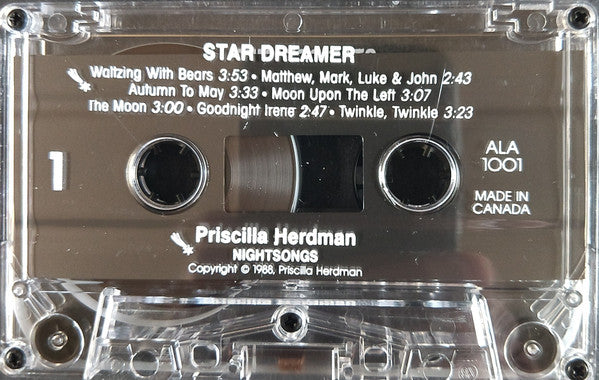 STAR DREAMER
Waltzing With Bears 3:53 • Matthew, Mark, Luke & John 2:43
Autumn To May 3:33 • Moon Upon The Left 3:07
The Moon 3:00 • Goodnight Irene 2:47 • Twinkle, Twinkle 3:23
1
ALA
1001
MADE IN
CANADA
Priscilla Herdman
NIGHTSONGS
Copyright © 1988, Priscilla Herdman